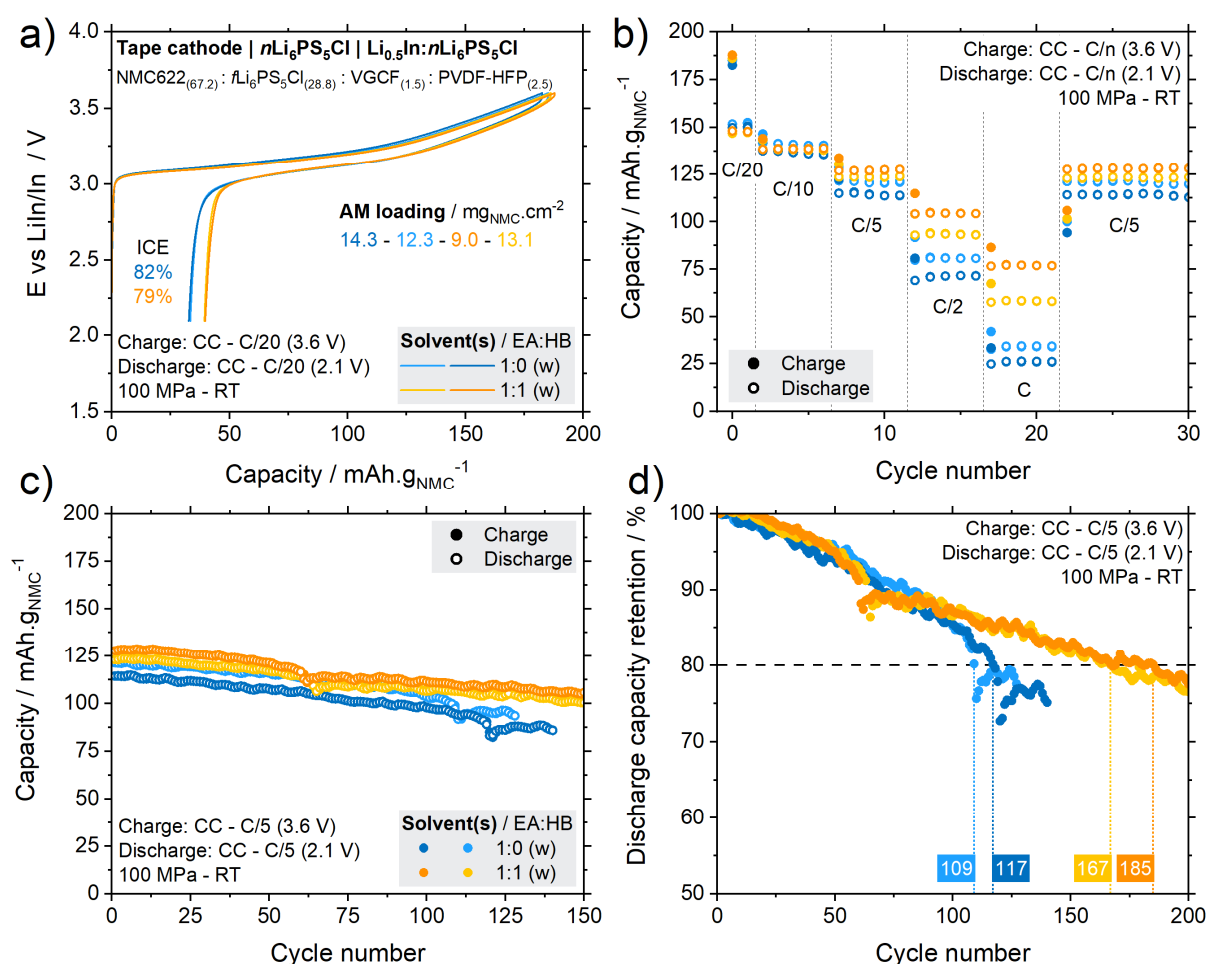 a)
Tape cathode | nLi₆PS₅Cl | Li₀.₅In:nLi₆PS₅Cl
NMC622(67.2) : fLi₆PS₅Cl(28.8) : VGCF(1.5) : PVDF-HFP(2.5)
E vs LiIn/In / V
4.0
3.5
3.0
2.5
2.0
1.5
AM loading / mgNMC.cm⁻²
14.3 - 12.3 - 9.0 - 13.1
ICE
82%
79%
Charge: CC - C/20 (3.6 V)
Discharge: CC - C/20 (2.1 V)
100 MPa - RT
Solvent(s) / EA:HB
1:0 (w)
1:1 (w)
0 50 100 150 200
Capacity / mAh.gNMC⁻¹
b)
Charge: CC - C/n (3.6 V)
Discharge: CC - C/n (2.1 V)
100 MPa - RT
Capacity / mAh.gNMC⁻¹
200
175
150
125
100
75
50
25
0
C/20
C/10
C/5
C/2
C
C/5
Charge
Discharge
0 10 20 30
Cycle number
c)
Capacity / mAh.gNMC⁻¹
200
175
150
125
100
75
50
25
0
Charge
Discharge
Charge: CC - C/5 (3.6 V)
Discharge: CC - C/5 (2.1 V)
100 MPa - RT
Solvent(s) / EA:HB
1:0 (w)
1:1 (w)
0 25 50 75 100 125 150
Cycle number
d)
Charge: CC - C/5 (3.6 V)
Discharge: CC - C/5 (2.1 V)
100 MPa - RT
Discharge capacity retention / %
100
90
80
70
60
50
109 117 167 185
0 50 100 150 200
Cycle number